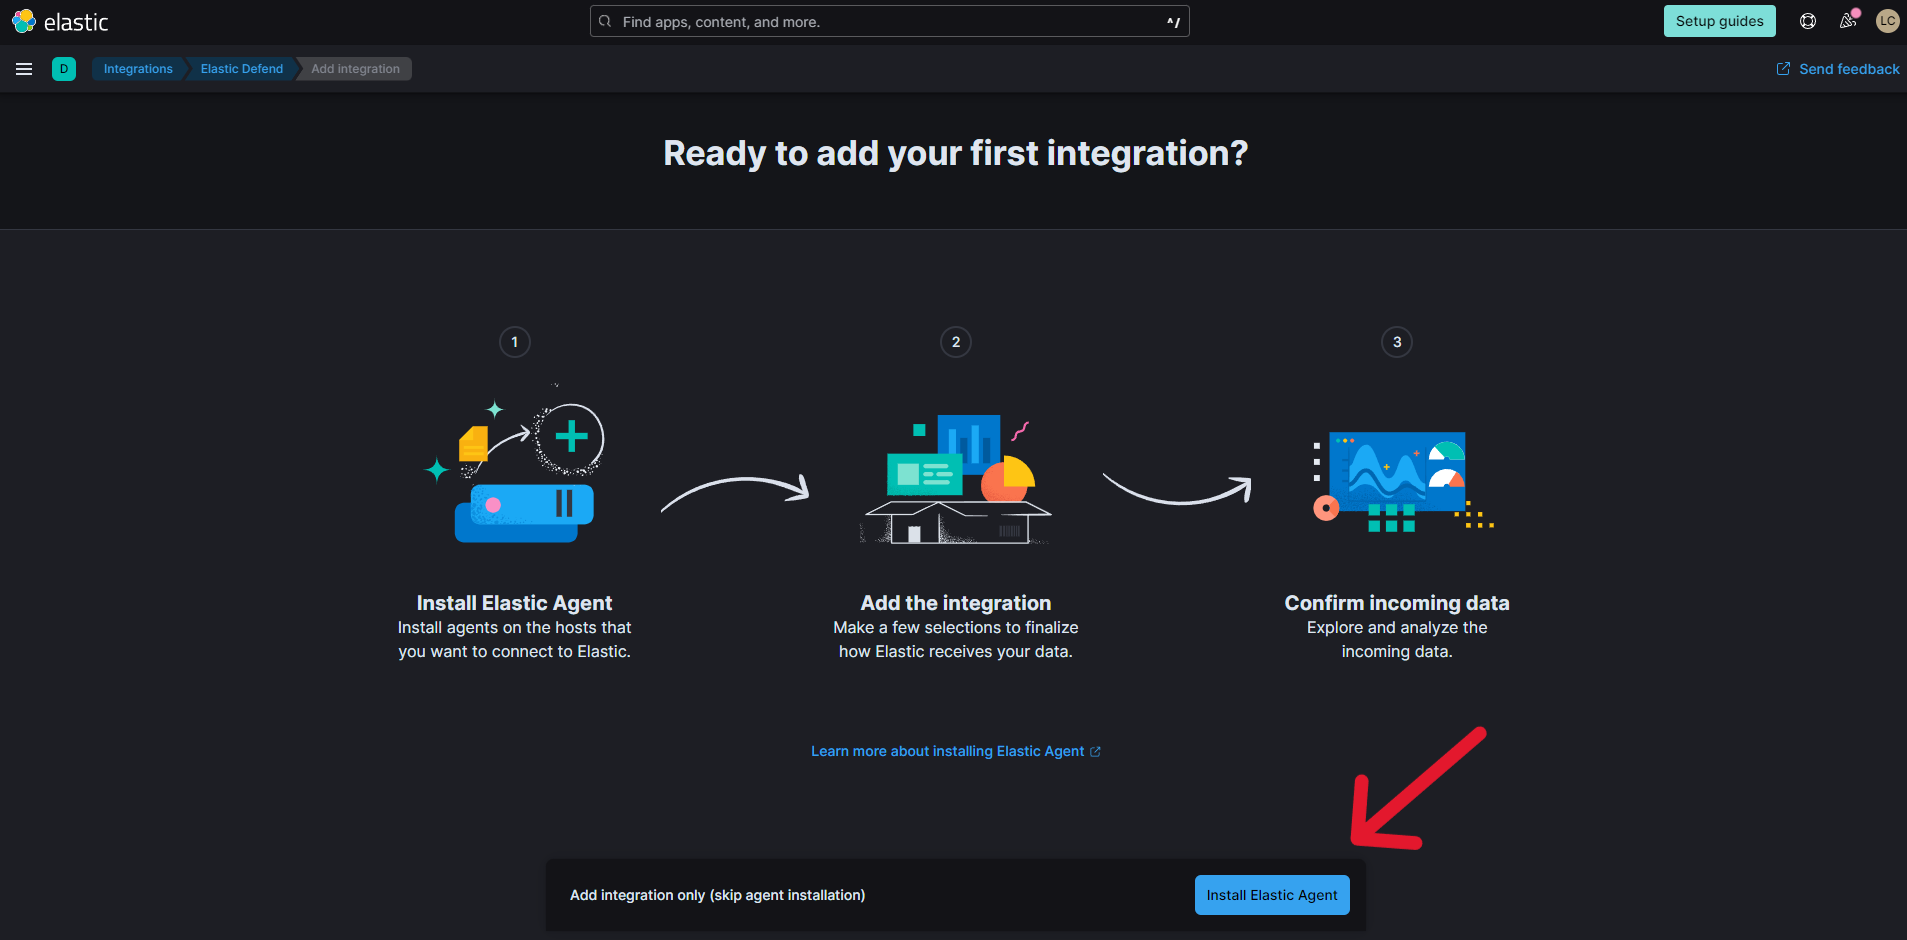 elastic
Find apps, content, and more.
^/
Setup guides
LC
D
Integrations
Elastic Defend
Add integration
Send feedback
Ready to add your first integration?
1
2
3
Install Elastic Agent
Install agents on the hosts that
you want to connect to Elastic.
Add the integration
Make a few selections to finalize
how Elastic receives your data.
Confirm incoming data
Explore and analyze the
incoming data.
Learn more about installing Elastic Agent
Add integration only (skip agent installation)
Install Elastic Agent